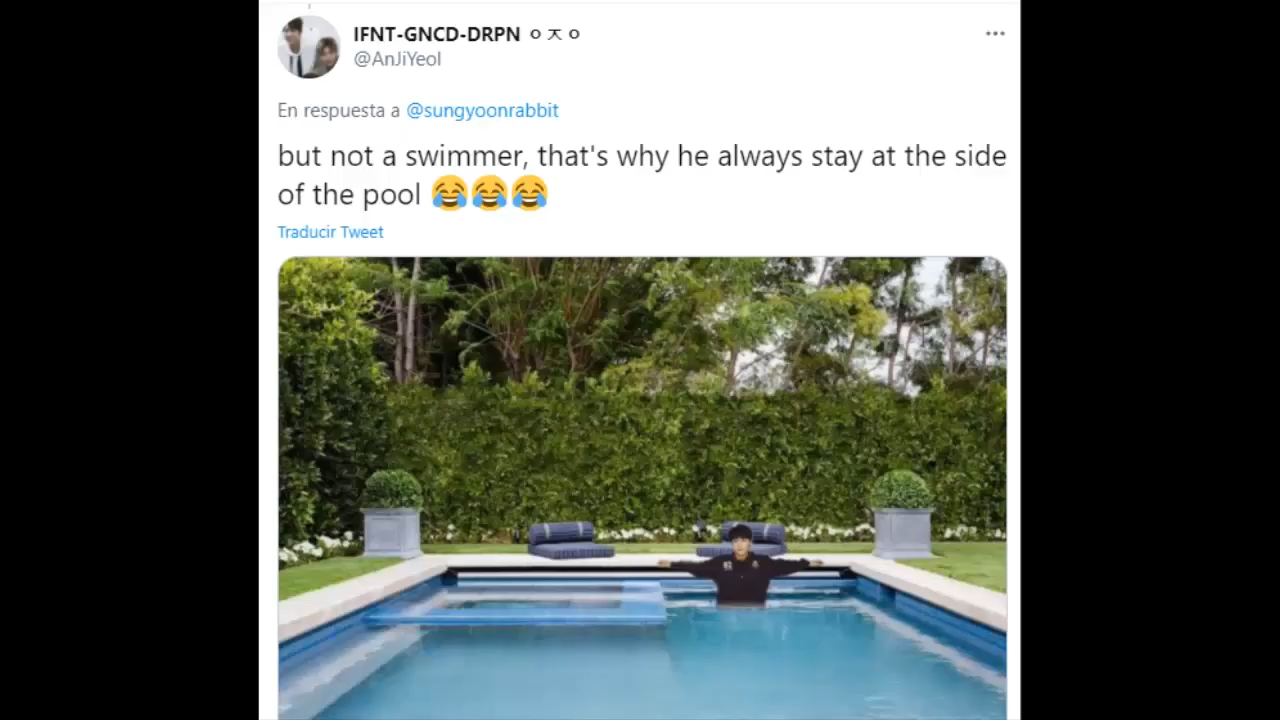 IFNT-GNCD-DRPN ㅇㅈㅇ
@AnJiYeol
En respuesta a @sungyoonrabbit
but not a swimmer, that's why he always stay at the side
of the pool 😂😂😂
Traducir Tweet